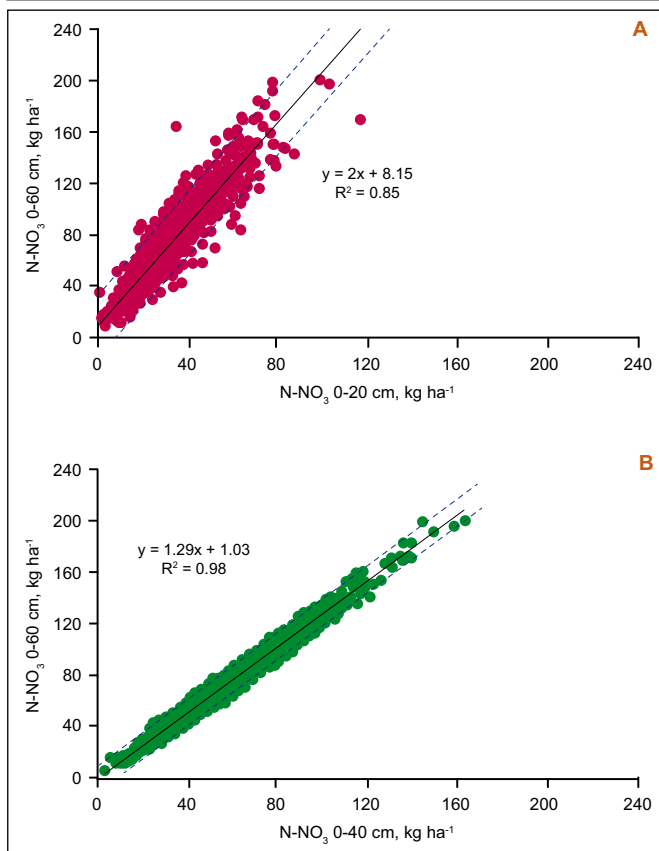 A
240
200
160
120
80
40
0
N-NO₃ 0-60 cm, kg ha⁻¹
y = 2x + 8.15
R² = 0.85
0 40 80 120 160 200 240
N-NO₃ 0-20 cm, kg ha⁻¹
B
240
200
160
120
80
40
0
N-NO₃ 0-60 cm, kg ha⁻¹
y = 1.29x + 1.03
R² = 0.98
0 40 80 120 160 200 240
N-NO₃ 0-40 cm, kg ha⁻¹